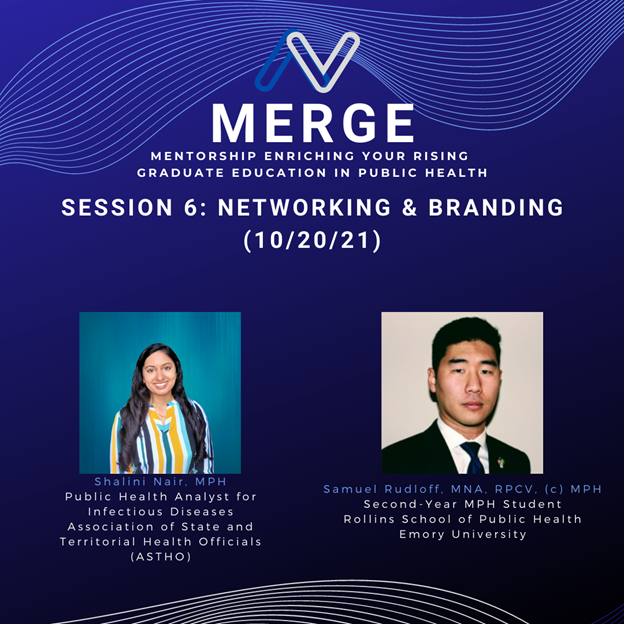 MERGE
MENTORSHIP ENRICHING YOUR RISING
GRADUATE EDUCATION IN PUBLIC HEALTH
SESSION 6: NETWORKING & BRANDING
(10/20/21)
Shalini Nair, MPH
Public Health Analyst for
Infectious Diseases
Association of State and
Territorial Health Officials
(ASTHO)
Samuel Rudloff, MNA, RPCV, (c) MPH
Second-Year MPH Student
Rollins School of Public Health
Emory University